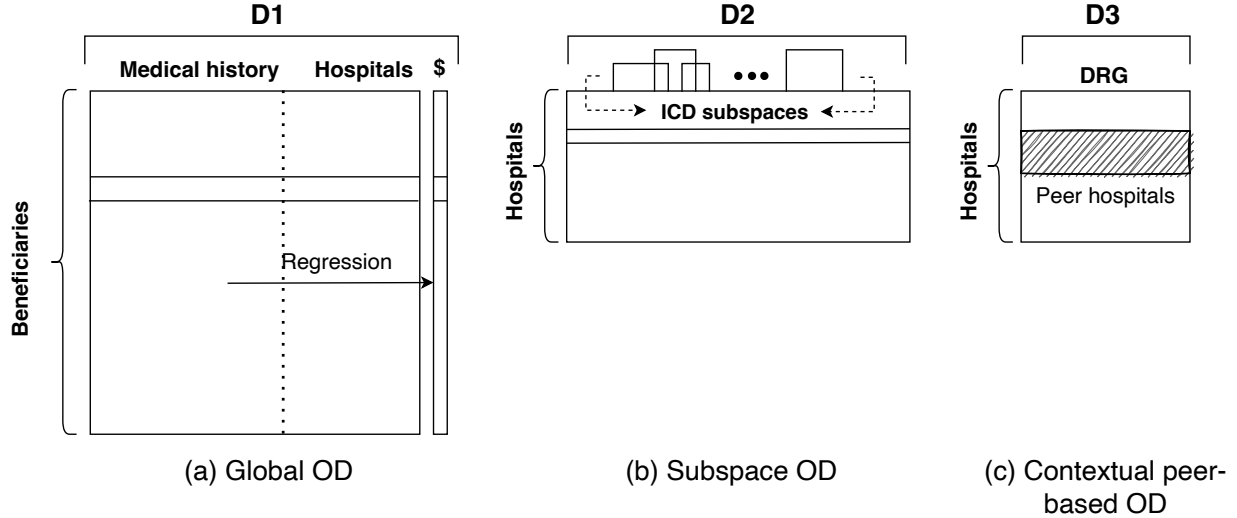 D1
Medical history
Hospitals
$
Beneficiaries
Regression
(a) Global OD
D2
ICD subspaces
Hospitals
(b) Subspace OD
D3
DRG
Hospitals
Peer hospitals
(c) Contextual peer-
based OD